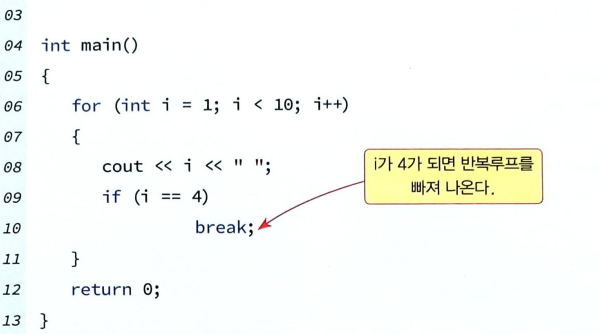 03
04 int main()
05 {
06 for (int i = 1; i < 10; i++)
07 {
08 cout << i << " ";
09 if (i == 4)
10 break;
11 }
12 return 0;
13 }
i가 4가 되면 반복루프를
빠져 나온다.